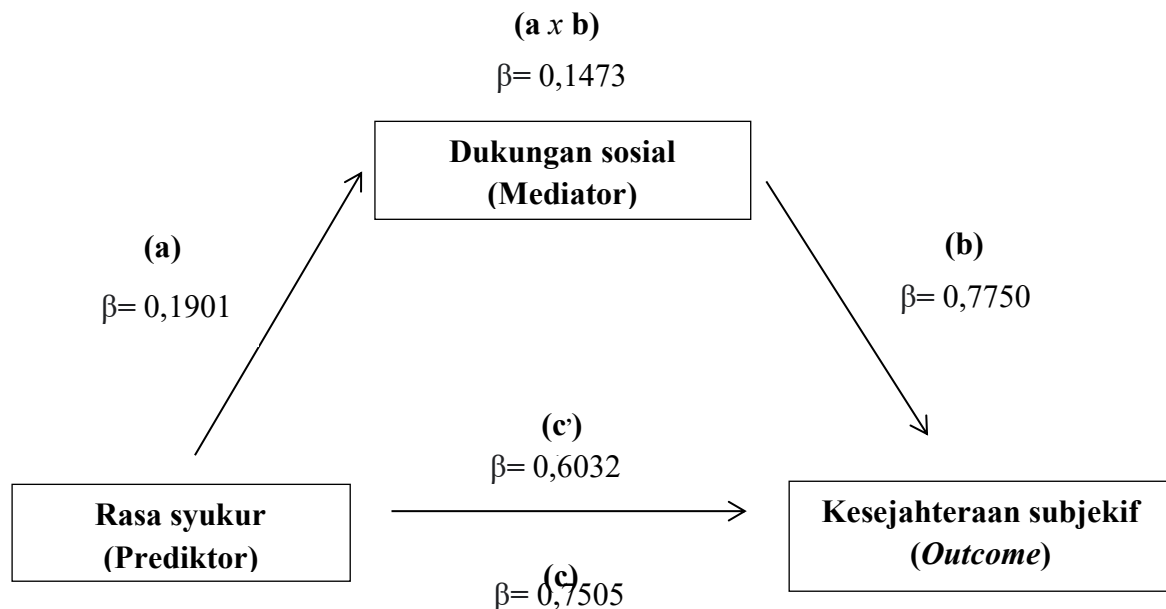 (a x b)
β= 0,1473
Dukungan sosial
(Mediator)
(a)
β= 0,1901
(b)
β= 0,7750
(c’)
β= 0,6032
Rasa syukur
(Prediktor)
Kesejahteraan subjekif
(Outcome)
(c)
β= 0,7505